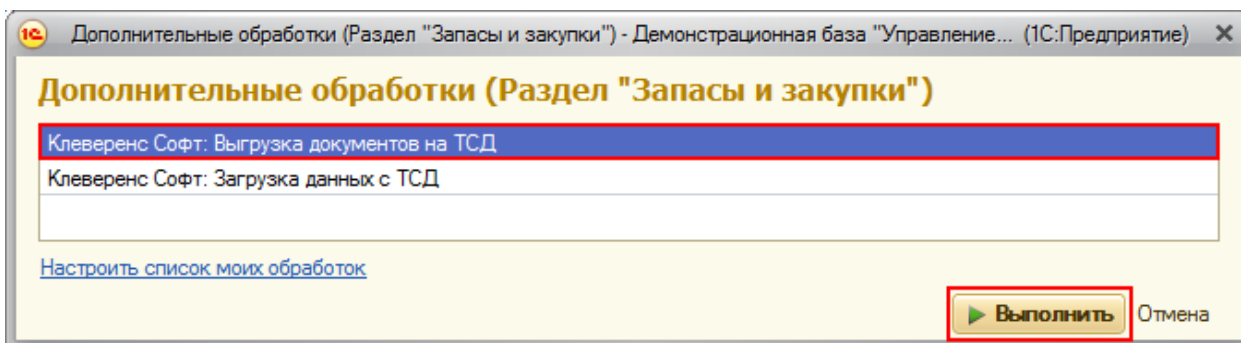 1С Дополнительные обработки (Раздел "Запасы и закупки") - Демонстрационная база "Управление... (1С:Предприятие)
Дополнительные обработки (Раздел "Запасы и закупки")
Клеверенс Софт: Выгрузка документов на ТСД
Клеверенс Софт: Загрузка данных с ТСД
Настроить список моих обработок
Выполнить Отмена